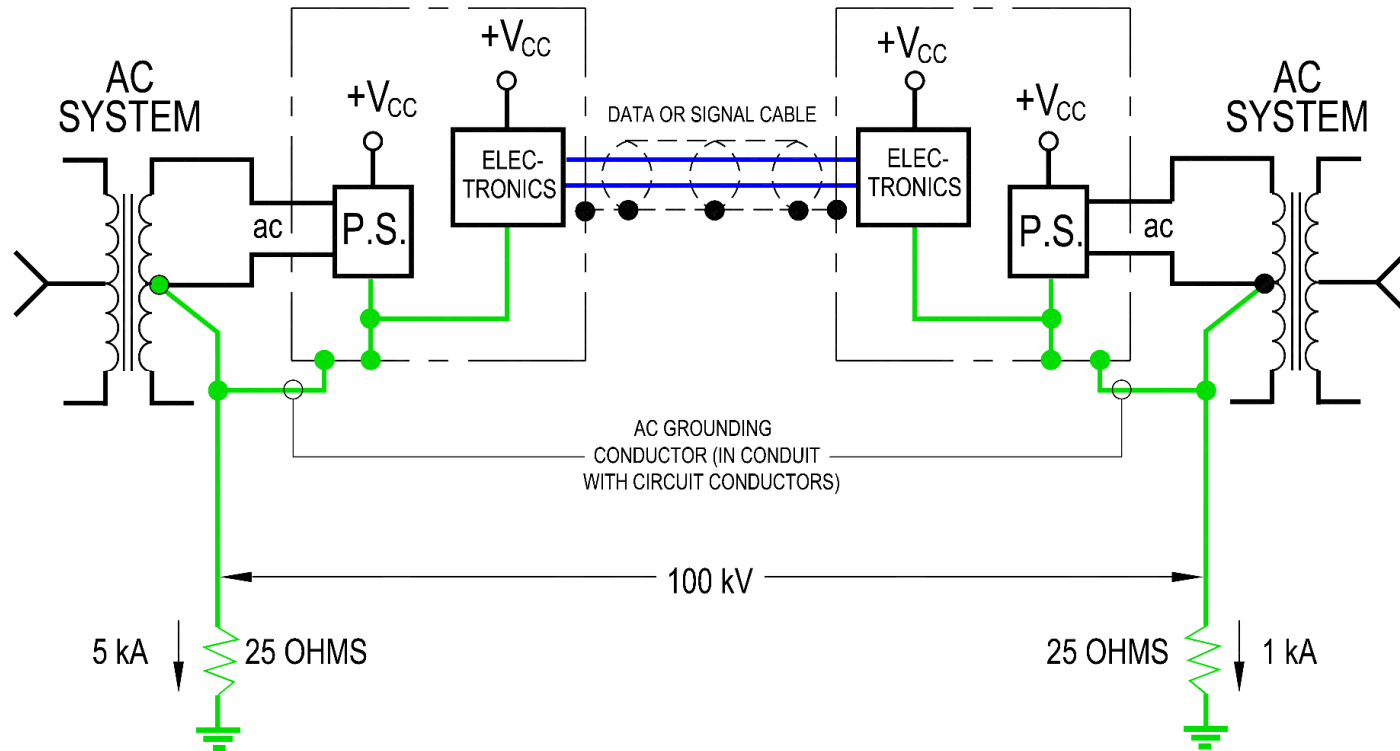 AC
SYSTEM
+VCC
+VCC
ELEC-
TRONICS
P.S.
ac
DATA OR SIGNAL CABLE
+VCC
+VCC
ELEC-
TRONICS
P.S.
ac
AC
SYSTEM
AC GROUNDING
CONDUCTOR (IN CONDUIT
WITH CIRCUIT CONDUCTORS)
100 kV
5 kA
25 OHMS
25 OHMS
1 kA